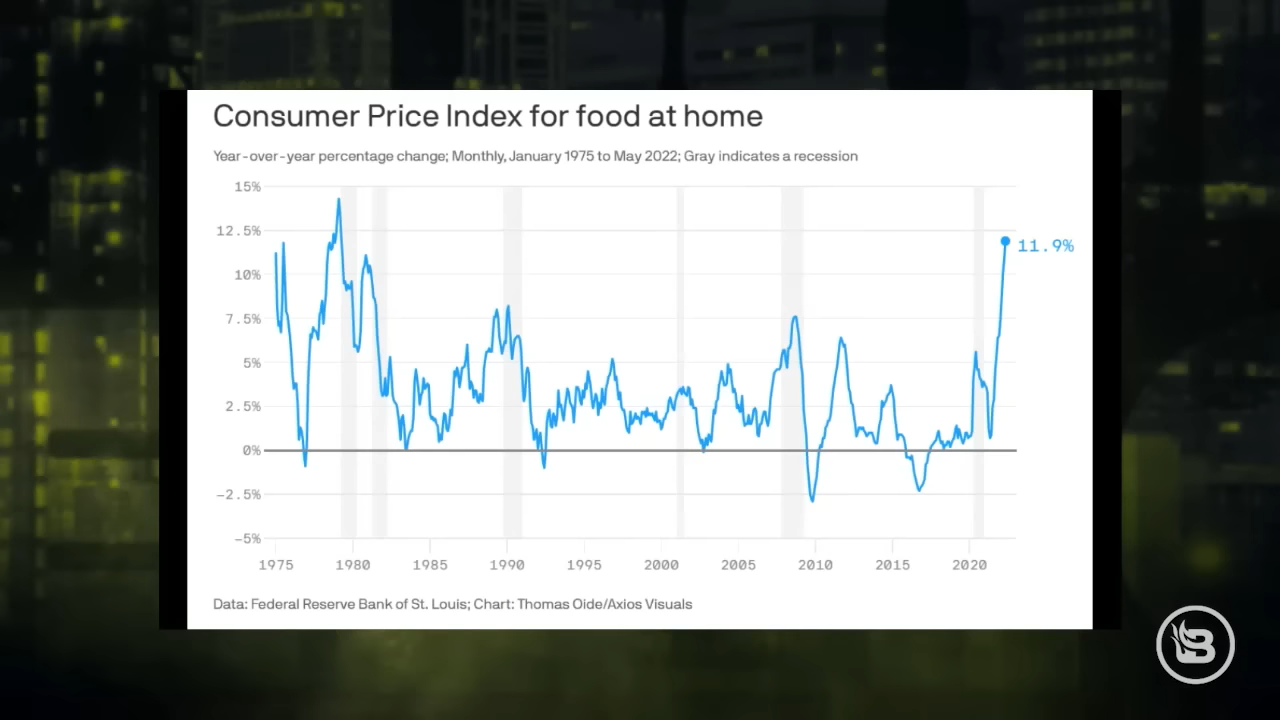 Consumer Price Index for food at home
Year-over-year percentage change; Monthly, January 1975 to May 2022; Gray indicates a recession
15%
12.5%
11.9%
10%
7.5%
5%
2.5%
0%
-2.5%
-5%
1975 1980 1985 1990 1995 2000 2005 2010 2015 2020
Data: Federal Reserve Bank of St. Louis; Chart: Thomas Oide/Axios Visuals
B